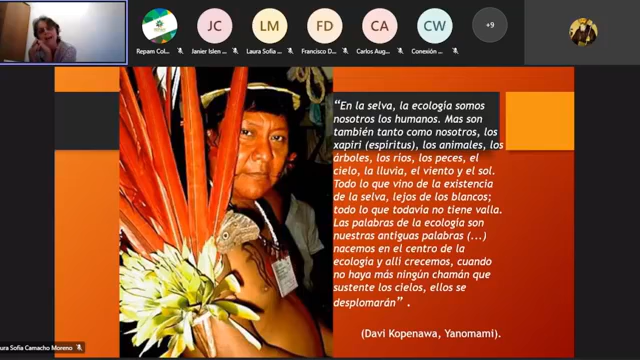 JC
LM
FD
CA
CW
+9
Repam Col...
Janier Islen ...
Laura Sofia ...
Francisco D...
Carlos Aug...
Conexión ...
“En la selva, la ecología somos
nosotros los humanos. Mas son
también tanto como nosotros, los
xapiri (espíritus), los animales, los
árboles, los rios, los peces, el
cielo, la lluvia, el viento y el sol.
Todo lo que vino de la existencia
de la selva, lejos de los blancos;
todo lo que todavía no tiene valla.
Las palabras de la ecología son
nuestras antiguas palabras (...)
nacemos en el centro de la
ecología y alli crecemos, cuando
no haya más ningún chamán que
sustente los cielos, ellos se
desplomarán” .
(Davi Kopenawa, Yanomami).
ura Sofia Camacho Moreno